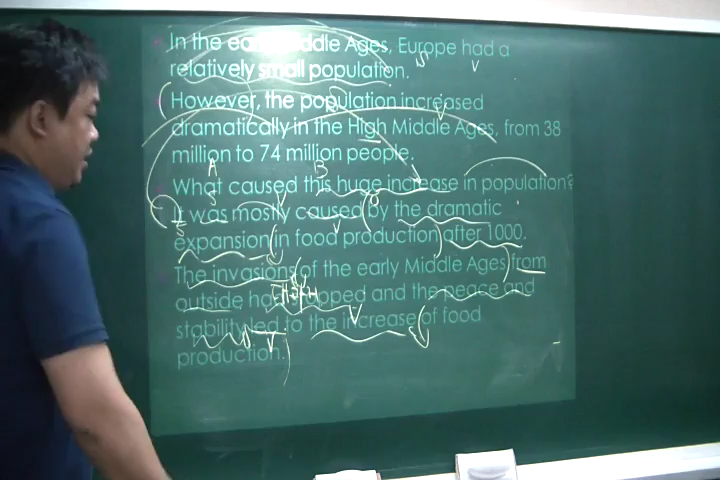 In the early Middle Ages, Europe had a
relatively small population.
However, the population increased
dramatically in the High Middle Ages, from 38
million to 74 million people.
What caused this huge increase in population?
It was mostly caused by the dramatic
expansion in food production after 1000.
The invasions of the early Middle Ages from
outside had stopped and the peace and
stability led to the increase of food
production.